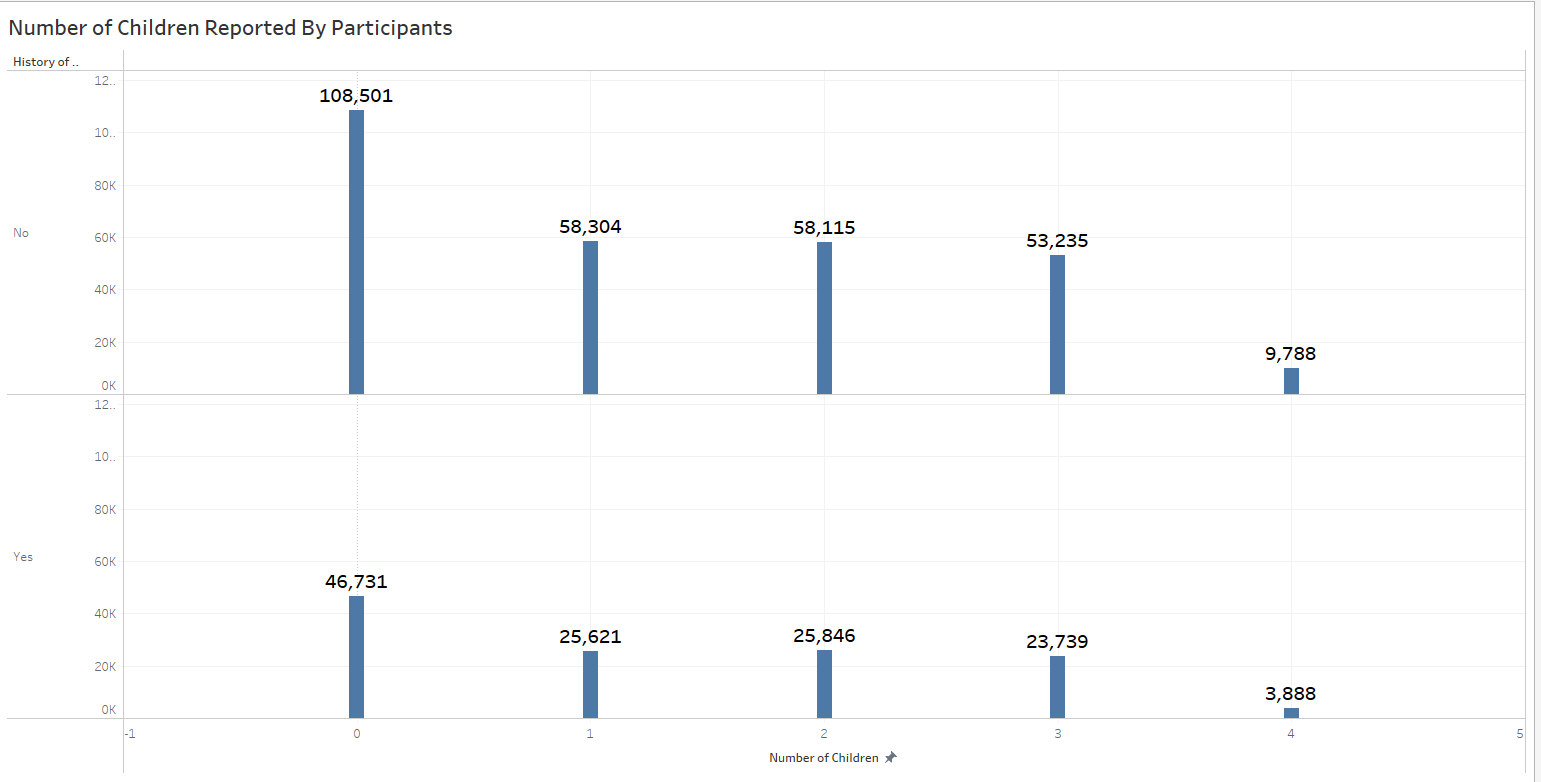 Number of Children Reported By Participants
History of ..
12..
108,501
10..
80K
No
60K
58,304
58,115
53,235
40K
20K
9,788
0K
12..
10..
80K
Yes
60K
46,731
40K
25,621
25,846
23,739
20K
3,888
0K
-1 0 1 2 3 4 5
Number of Children